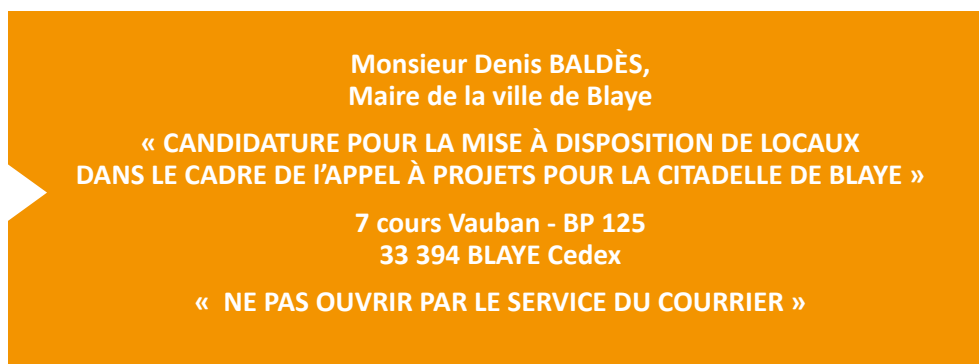 Monsieur Denis BALDÈS,
Maire de la ville de Blaye
« CANDIDATURE POUR LA MISE À DISPOSITION DE LOCAUX
DANS LE CADRE DE l’APPEL À PROJETS POUR LA CITADELLE DE BLAYE »
7 cours Vauban - BP 125
33 394 BLAYE Cedex
« NE PAS OUVRIR PAR LE SERVICE DU COURRIER »